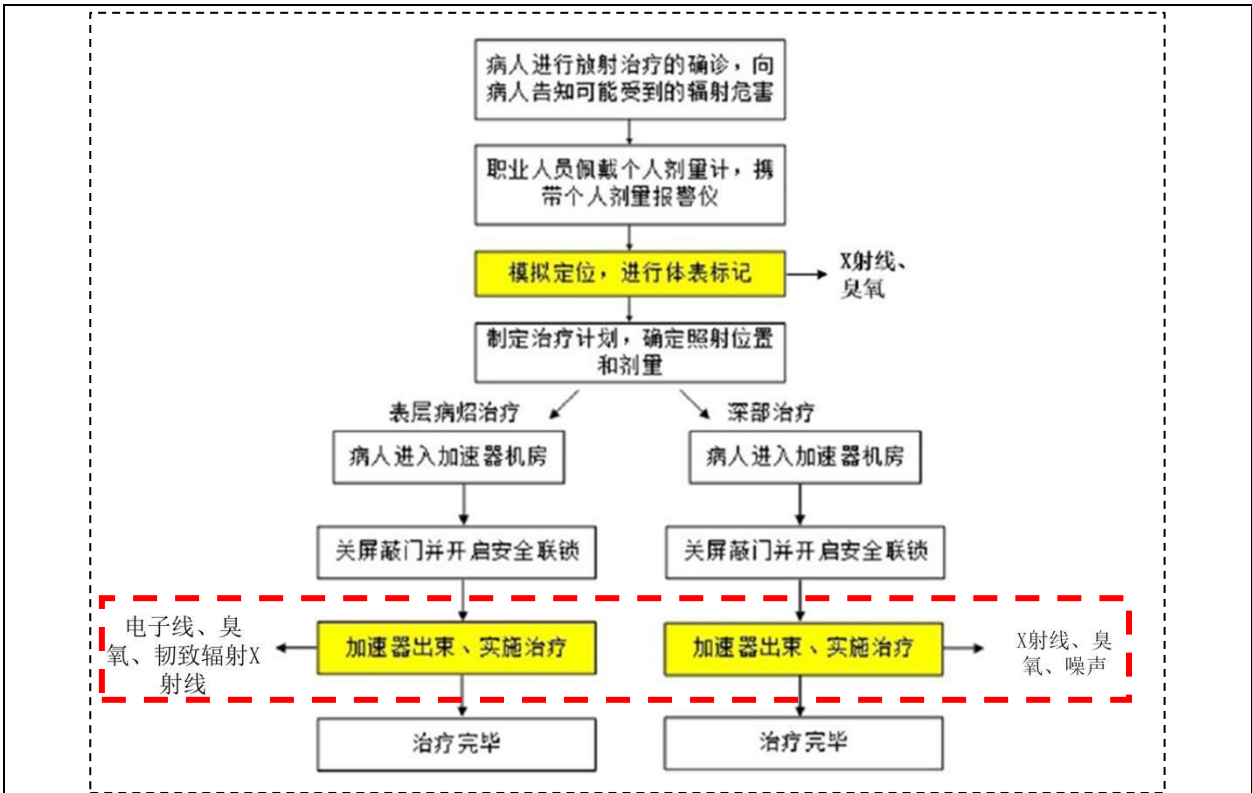 病人进行放射治疗的确诊，向
病人告知可能受到的辐射危害
职业人员佩戴个人剂量计，携
带个人剂量报警仪
模拟定位，进行体表标记
X射线、
臭氧
制定治疗计划，确定照射位置
和剂量
表层病焰治疗
深部治疗
病人进入加速器机房
病人进入加速器机房
关屏蔽门并开启安全联锁
关屏蔽门并开启安全联锁
电子线、臭
氧、韧致辐射X
射线
加速器出束、实施治疗
加速器出束、实施治疗
X射线、臭
氧、噪声
治疗完毕
治疗完毕